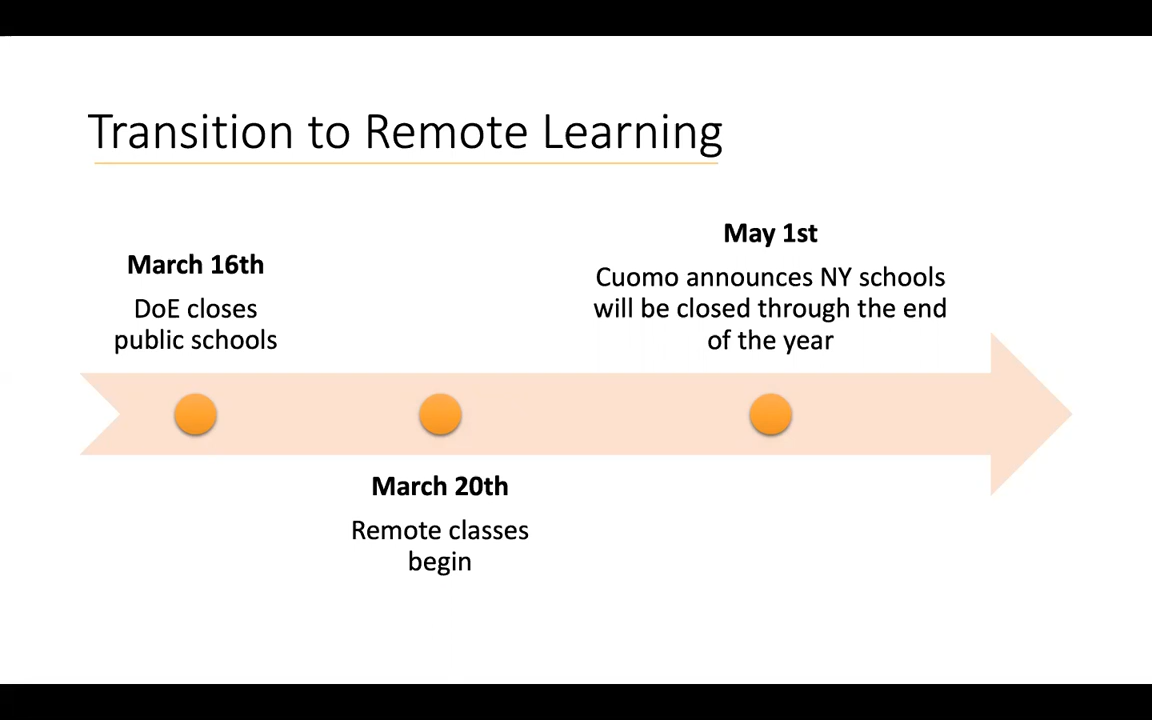 Transition to Remote Learning
March 16th
DoE closes
public schools
March 20th
Remote classes
begin
May 1st
Cuomo announces NY schools
will be closed through the end
of the year